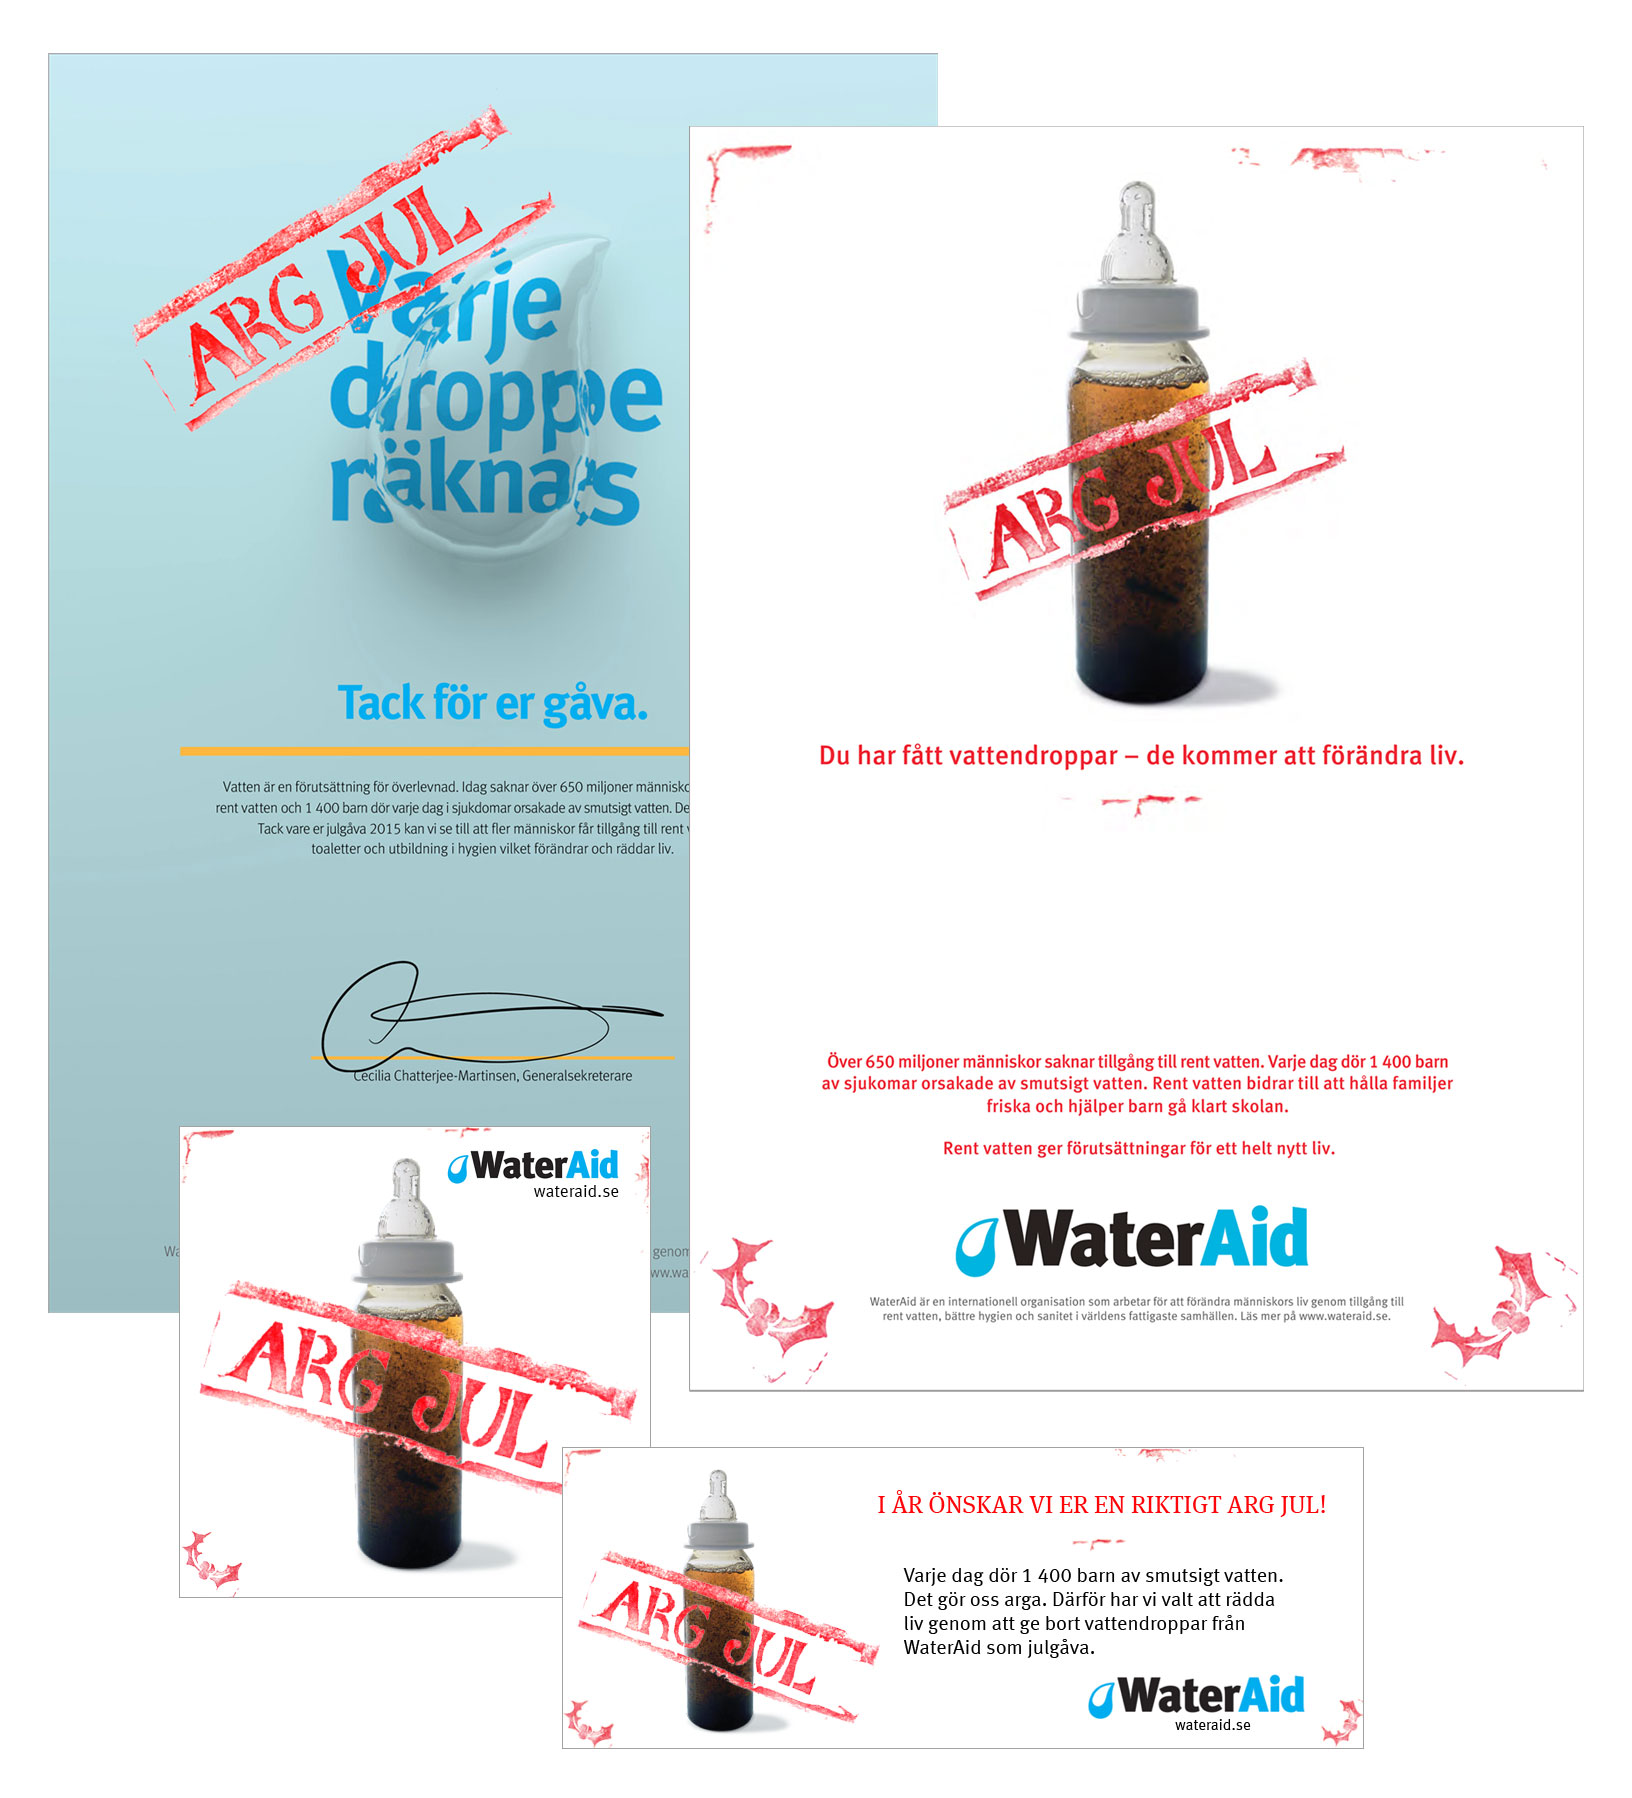 ARG JUL
Varje
droppe
räknas
Tack för er gåva.
Vatten är en förutsättning för överlevnad. Idag saknar över 650 miljoner
rent vatten och 1 400 barn dör varje dag i sjukdomar orsakade av smutsigt vatten.
Tack vare er julgåva 2015 kan vi se till att fler människor får tillgång till rent
toaletter och utbildning i hygien vilket förändrar och räddar liv.
Cecilia Chatterjee-Martinsen, Generalsekreterare
ARG JUL
Du har fått vattendroppar – de kommer att förändra liv.
Över 650 miljoner människor saknar tillgång till rent vatten. Varje dag dör 1 400 barn
av sjukomar orsakade av smutsigt vatten. Rent vatten bidrar till att hålla familjer
friska och hjälper barn gå klart skolan.
Rent vatten ger förutsättningar för ett helt nytt liv.
WaterAid
WaterAid är en internationell organisation som arbetar för att förändra människors liv genom tillgång till
rent vatten, bättre hygien och sanitet i världens fattigaste samhällen. Läs mer på www.wateraid.se.
WaterAid
wateraid.se
ARG JUL
I ÅR ÖNSKAR VI ER EN RIKTIGT ARG JUL!
ARG JUL
Varje dag dör 1 400 barn av smutsigt vatten.
Det gör oss arga. Därför har vi valt att rädda
liv genom att ge bort vattendroppar från
WaterAid som julgåva.
WaterAid
wateraid.se